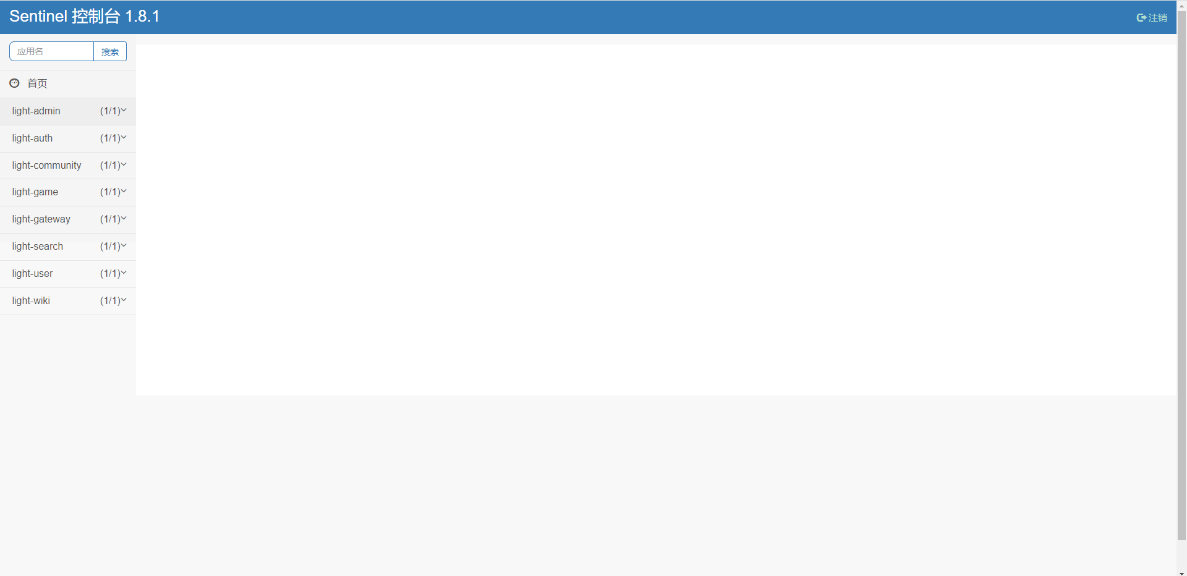 Sentinel 控制台 1.8.1
注销
应用名 搜索
首页
light-admin (1/1)
light-auth (1/1)
light-community (1/1)
light-game (1/1)
light-gateway (1/1)
light-search (1/1)
light-user (1/1)
light-wiki (1/1)